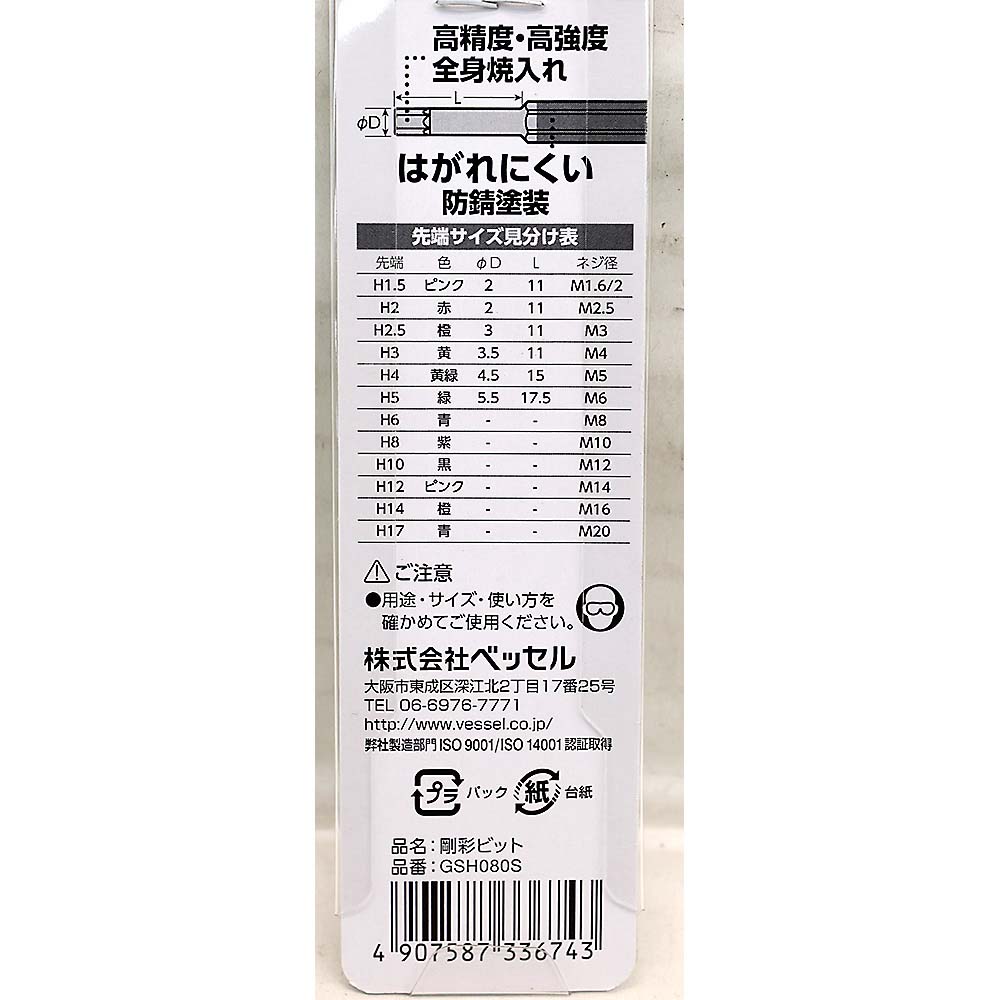 高精度・高強度
全身焼入れ
L
φD
はがれにくい
防錆塗装
先端サイズ見分け表
先端 色 φD L ネジ径
H1.5 ピンク 2 11 M1.6/2
H2 赤 2 11 M2.5
H2.5 橙 3 11 M3
H3 黄 3.5 11 M4
H4 黄緑 4.5 15 M5
H5 緑 5.5 17.5 M6
H6 青 - - M8
H8 紫 - - M10
H10 黒 - - M12
H12 ピンク - - M14
H14 橙 - - M16
H17 青 - - M20
ご注意
●用途・サイズ・使い方を
確かめてご使用ください。
株式会社ベッセル
大阪市東成区深江北2丁目17番25号
TEL 06-6976-7771
http://www.vessel.co.jp/
弊社製造部門 ISO 9001/ISO 14001 認証取得
プラ パック 紙 台紙
品名：剛彩ビット
品番：GSH080S
4 907587 336743